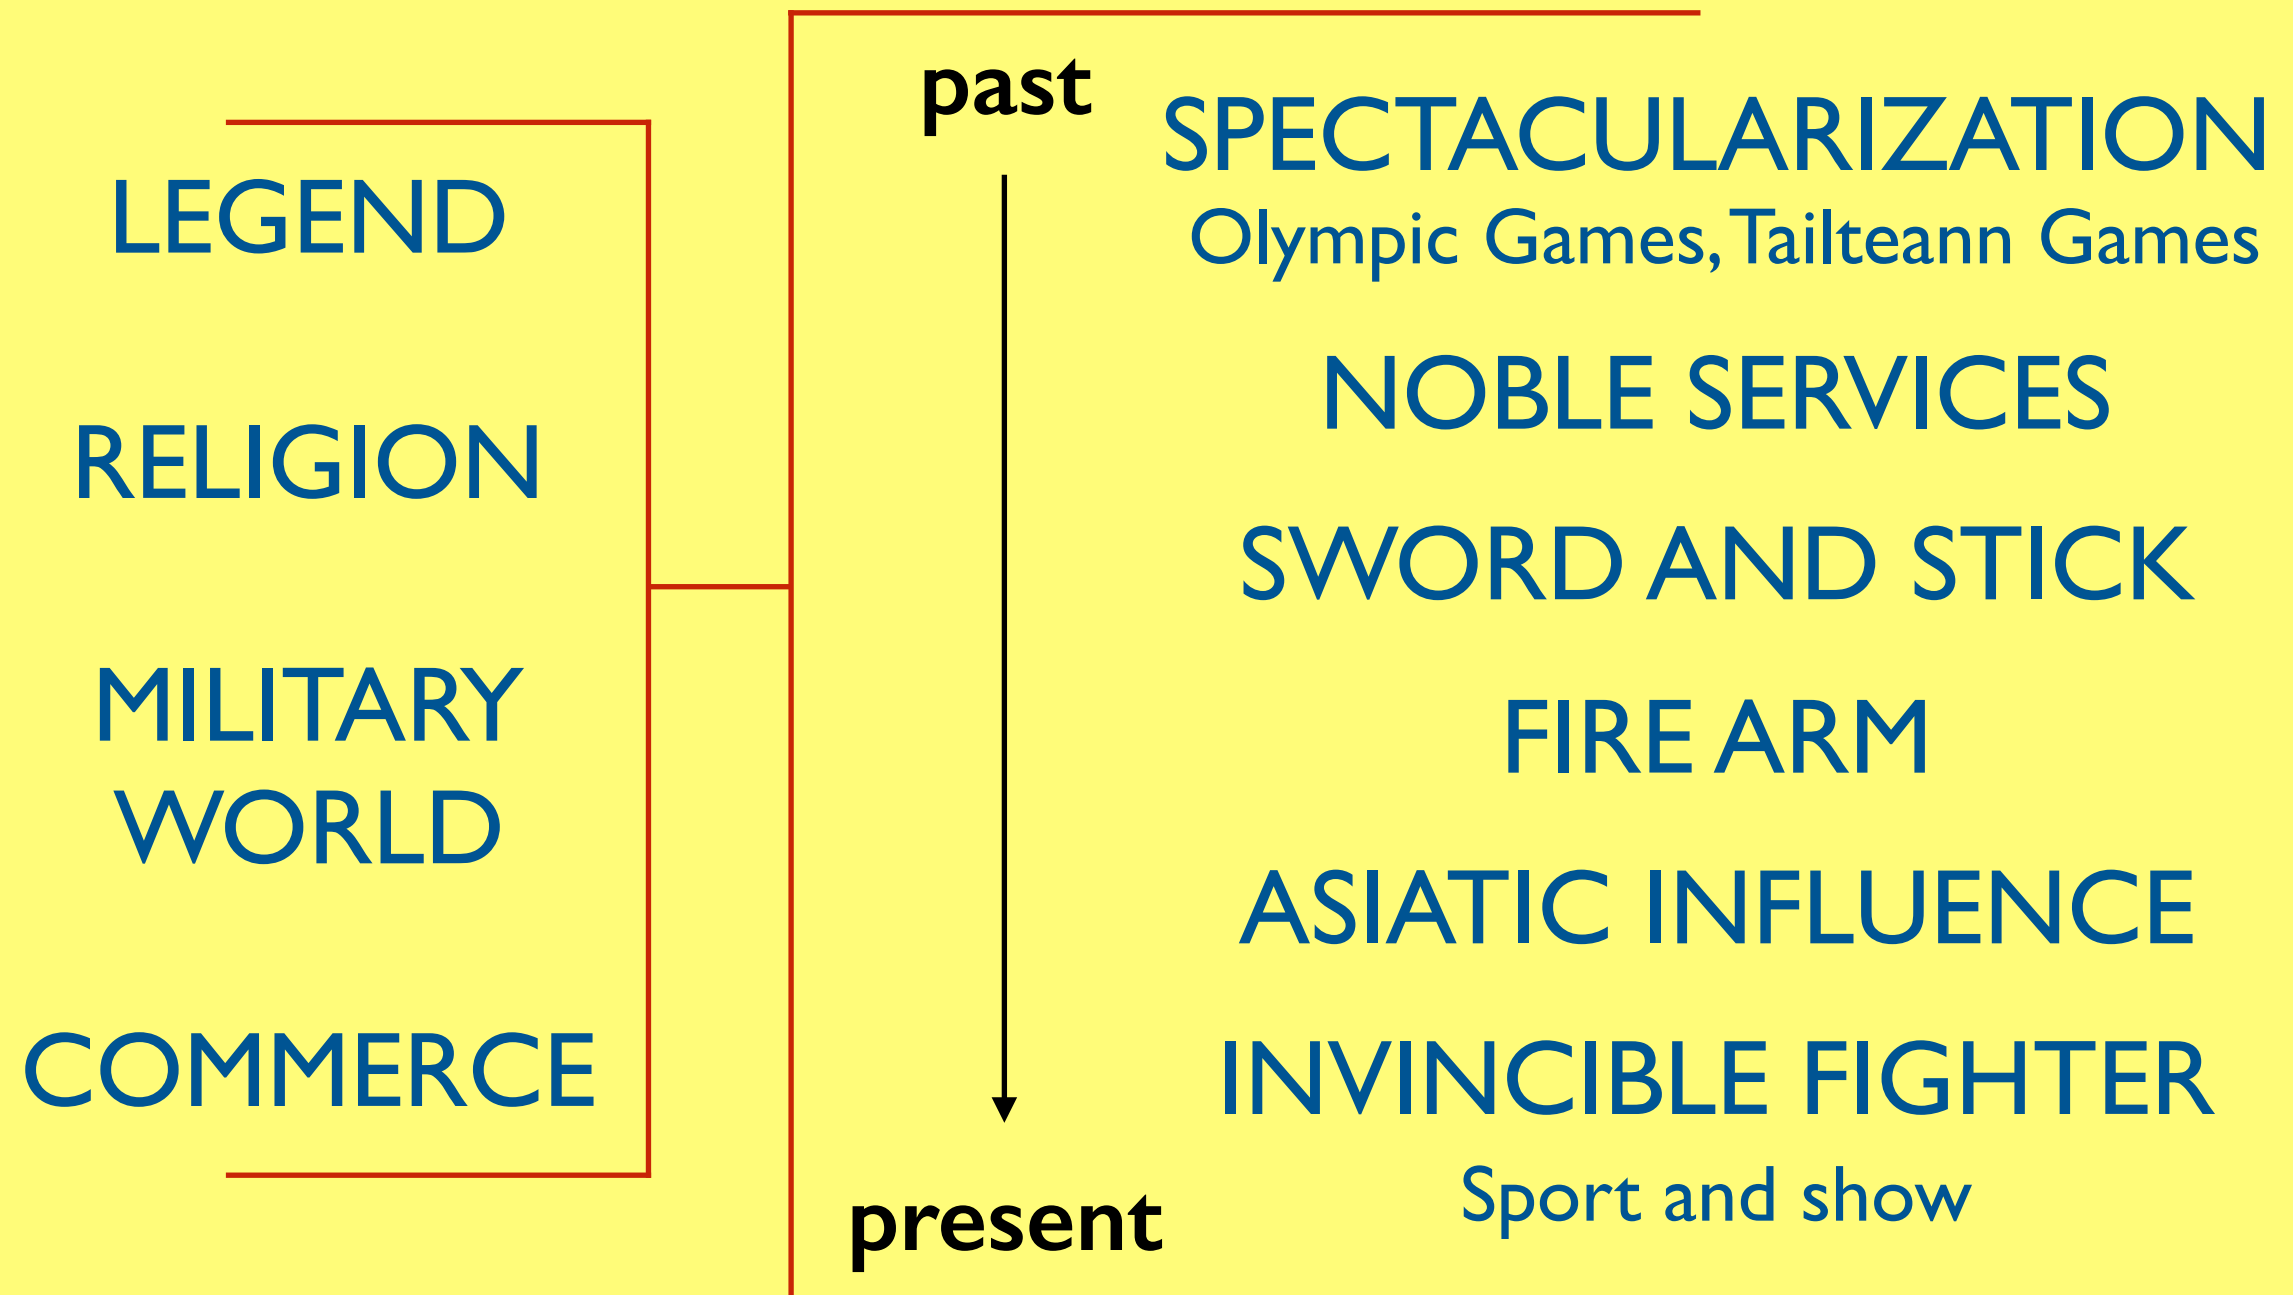 LEGEND
RELIGION
MILITARY
WORLD
COMMERCE
past
present
SPECTACULARIZATION
Olympic Games, Tailteann Games
NOBLE SERVICES
SWORD AND STICK
FIRE ARM
ASIATIC INFLUENCE
INVINCIBLE FIGHTER
Sport and show